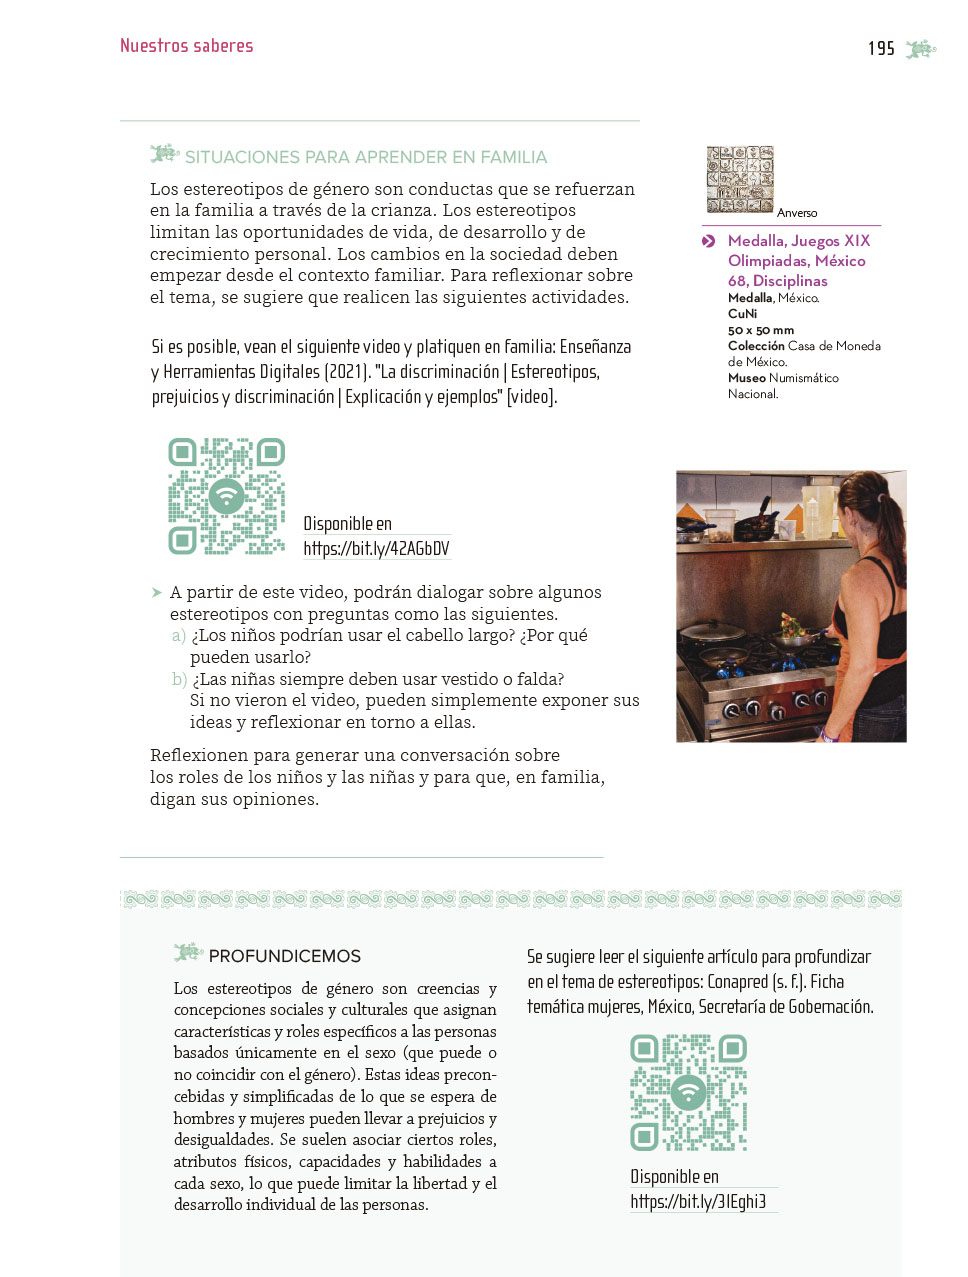 Nuestros saberes
195
SITUACIONES PARA APRENDER EN FAMILIA
Los estereotipos de género son conductas que se refuerzan
en la familia a través de la crianza. Los estereotipos
limitan las oportunidades de vida, de desarrollo y de
crecimiento personal. Los cambios en la sociedad deben
empezar desde el contexto familiar. Para reflexionar sobre
el tema, se sugiere que realicen las siguientes actividades.
Si es posible, vean el siguiente video y platiquen en familia: Enseñanza
y Herramientas Digitales (2021). "La discriminación | Estereotipos,
prejuicios y discriminación | Explicación y ejemplos" [video].
Disponible en
https://bit.ly/42AGbDV
➤ A partir de este video, podrán dialogar sobre algunos
estereotipos con preguntas como las siguientes.
a) ¿Los niños podrían usar el cabello largo? ¿Por qué
pueden usarlo?
b) ¿Las niñas siempre deben usar vestido o falda?
Si no vieron el video, pueden simplemente exponer sus
ideas y reflexionar en torno a ellas.
Reflexionen para generar una conversación sobre
los roles de los niños y las niñas y para que, en familia,
digan sus opiniones.
Anverso
Medalla, Juegos XIX
Olimpiadas, México
68, Disciplinas
Medalla, México.
CuNi
50 x 50 mm
Colección Casa de Moneda
de México.
Museo Numismático
Nacional.
PROFUNDICEMOS
Los estereotipos de género son creencias y
concepciones sociales y culturales que asignan
características y roles específicos a las personas
basados únicamente en el sexo (que puede o
no coincidir con el género). Estas ideas precon-
cebidas y simplificadas de lo que se espera de
hombres y mujeres pueden llevar a prejuicios y
desigualdades. Se suelen asociar ciertos roles,
atributos físicos, capacidades y habilidades a
cada sexo, lo que puede limitar la libertad y el
desarrollo individual de las personas.
Se sugiere leer el siguiente artículo para profundizar
en el tema de estereotipos: Conapred (s. f.). Ficha
temática mujeres, México, Secretaría de Gobernación.
Disponible en
https://bit.ly/3IEghi3